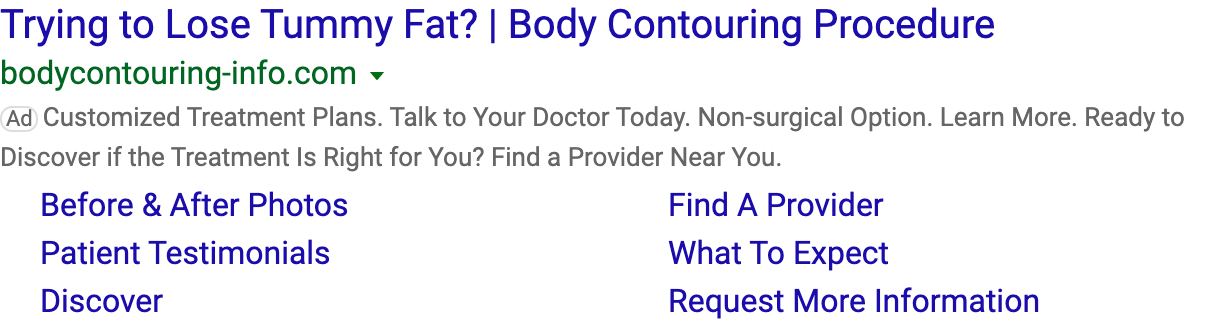 Trying to Lose Tummy Fat? | Body Contouring Procedure
bodycontouring-info.com
Ad Customized Treatment Plans. Talk to Your Doctor Today. Non-surgical Option. Learn More. Ready to
Discover if the Treatment Is Right for You? Find a Provider Near You.
Before & After Photos
Find A Provider
Patient Testimonials
What To Expect
Discover
Request More Information